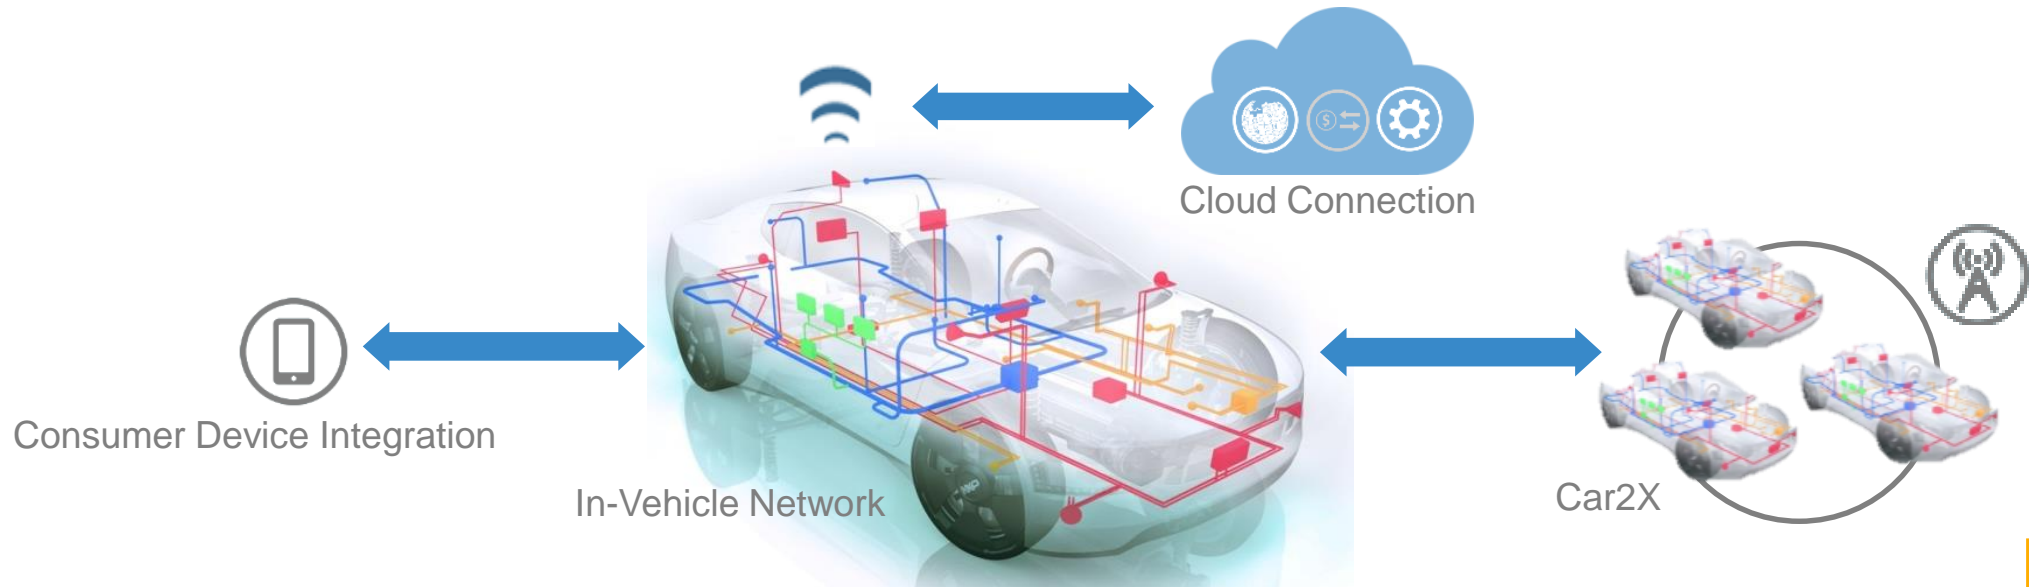 Cloud Connection
Consumer Device Integration
In-Vehicle Network
Car2X
$